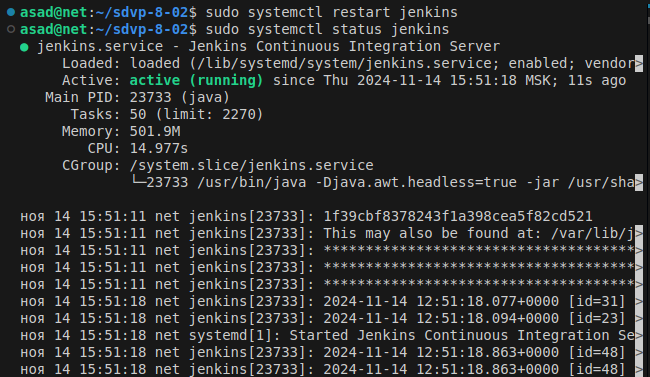 asad@net:~/sdvp-8-02$ sudo systemctl restart jenkins
asad@net:~/sdvp-8-02$ sudo systemctl status jenkins
● jenkins.service - Jenkins Continuous Integration Server
Loaded: loaded (/lib/systemd/system/jenkins.service; enabled; vendor>
Active: active (running) since Thu 2024-11-14 15:51:18 MSK; 11s ago
Main PID: 23733 (java)
Tasks: 50 (limit: 2270)
Memory: 501.9M
CPU: 14.977s
CGroup: /system.slice/jenkins.service
└─23733 /usr/bin/java -Djava.awt.headless=true -jar /usr/sha>
ноя 14 15:51:11 net jenkins[23733]: 1f39cbf8378243f1a398cea5f82cd521
ноя 14 15:51:11 net jenkins[23733]: This may also be found at: /var/lib/j>
ноя 14 15:51:11 net jenkins[23733]: *************************************>
ноя 14 15:51:11 net jenkins[23733]: *************************************>
ноя 14 15:51:11 net jenkins[23733]: *************************************>
ноя 14 15:51:18 net jenkins[23733]: 2024-11-14 12:51:18.077+0000 [id=31] >
ноя 14 15:51:18 net jenkins[23733]: 2024-11-14 12:51:18.094+0000 [id=23] >
ноя 14 15:51:18 net systemd[1]: Started Jenkins Continuous Integration Se>
ноя 14 15:51:18 net jenkins[23733]: 2024-11-14 12:51:18.863+0000 [id=48] >
ноя 14 15:51:18 net jenkins[23733]: 2024-11-14 12:51:18.863+0000 [id=48] >